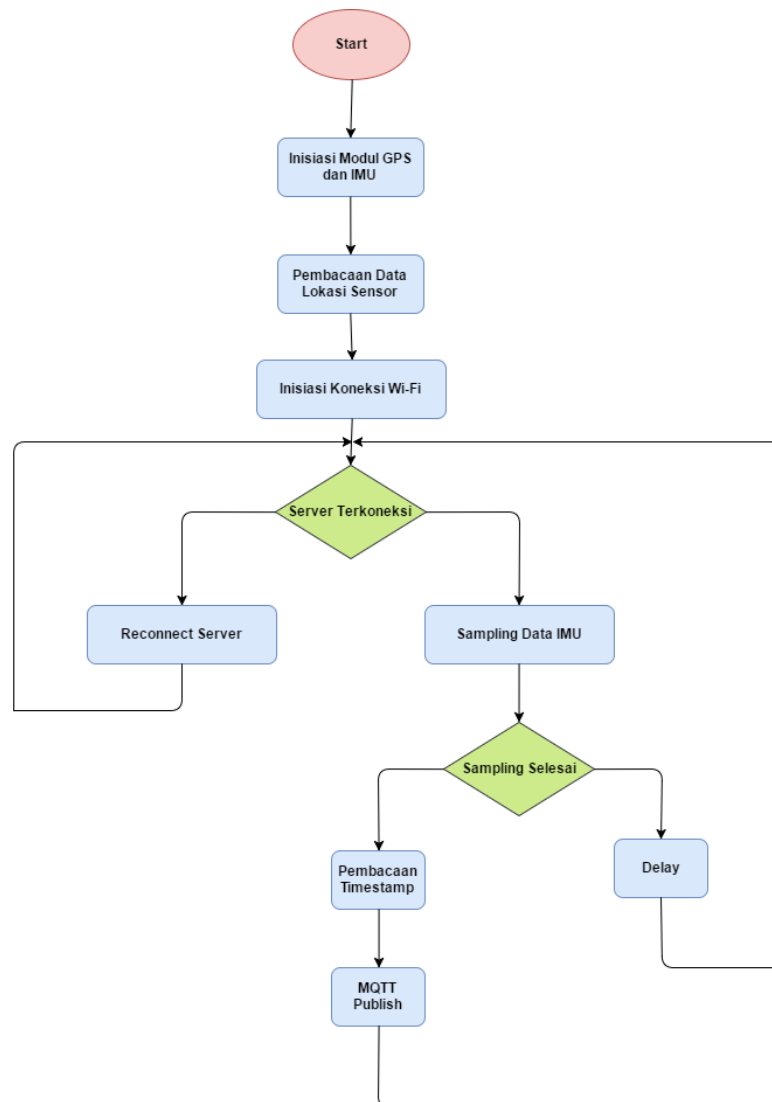 Start
Inisiasi Modul GPS
dan IMU
Pembacaan Data
Lokasi Sensor
Inisiasi Koneksi Wi-Fi
Server Terkoneksi
Reconnect Server
Sampling Data IMU
Sampling Selesai
Pembacaan
Timestamp
Delay
MQTT
Publish